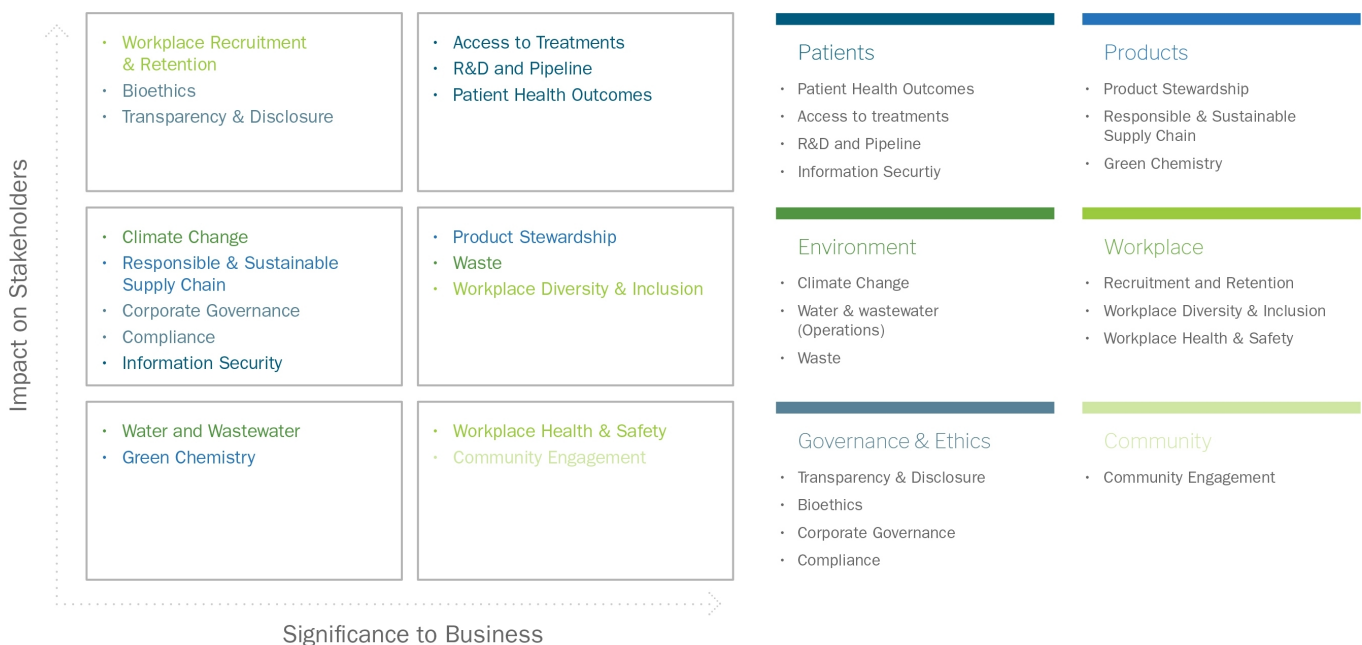 Impact on Stakeholders
• Workplace Recruitment
& Retention
• Bioethics
• Transparency & Disclosure
• Access to Treatments
• R&D and Pipeline
• Patient Health Outcomes
• Climate Change
• Responsible & Sustainable
Supply Chain
• Corporate Governance
• Compliance
• Information Security
• Product Stewardship
• Waste
• Workplace Diversity & Inclusion
• Water and Wastewater
• Green Chemistry
• Workplace Health & Safety
• Community Engagement
Significance to Business
Patients
• Patient Health Outcomes
• Access to treatments
• R&D and Pipeline
• Information Securtiy
Products
• Product Stewardship
• Responsible & Sustainable
Supply Chain
• Green Chemistry
Environment
• Climate Change
• Water & wastewater
(Operations)
• Waste
Workplace
• Recruitment and Retention
• Workplace Diversity & Inclusion
• Workplace Health & Safety
Governance & Ethics
• Transparency & Disclosure
• Bioethics
• Corporate Governance
• Compliance
Community
• Community Engagement